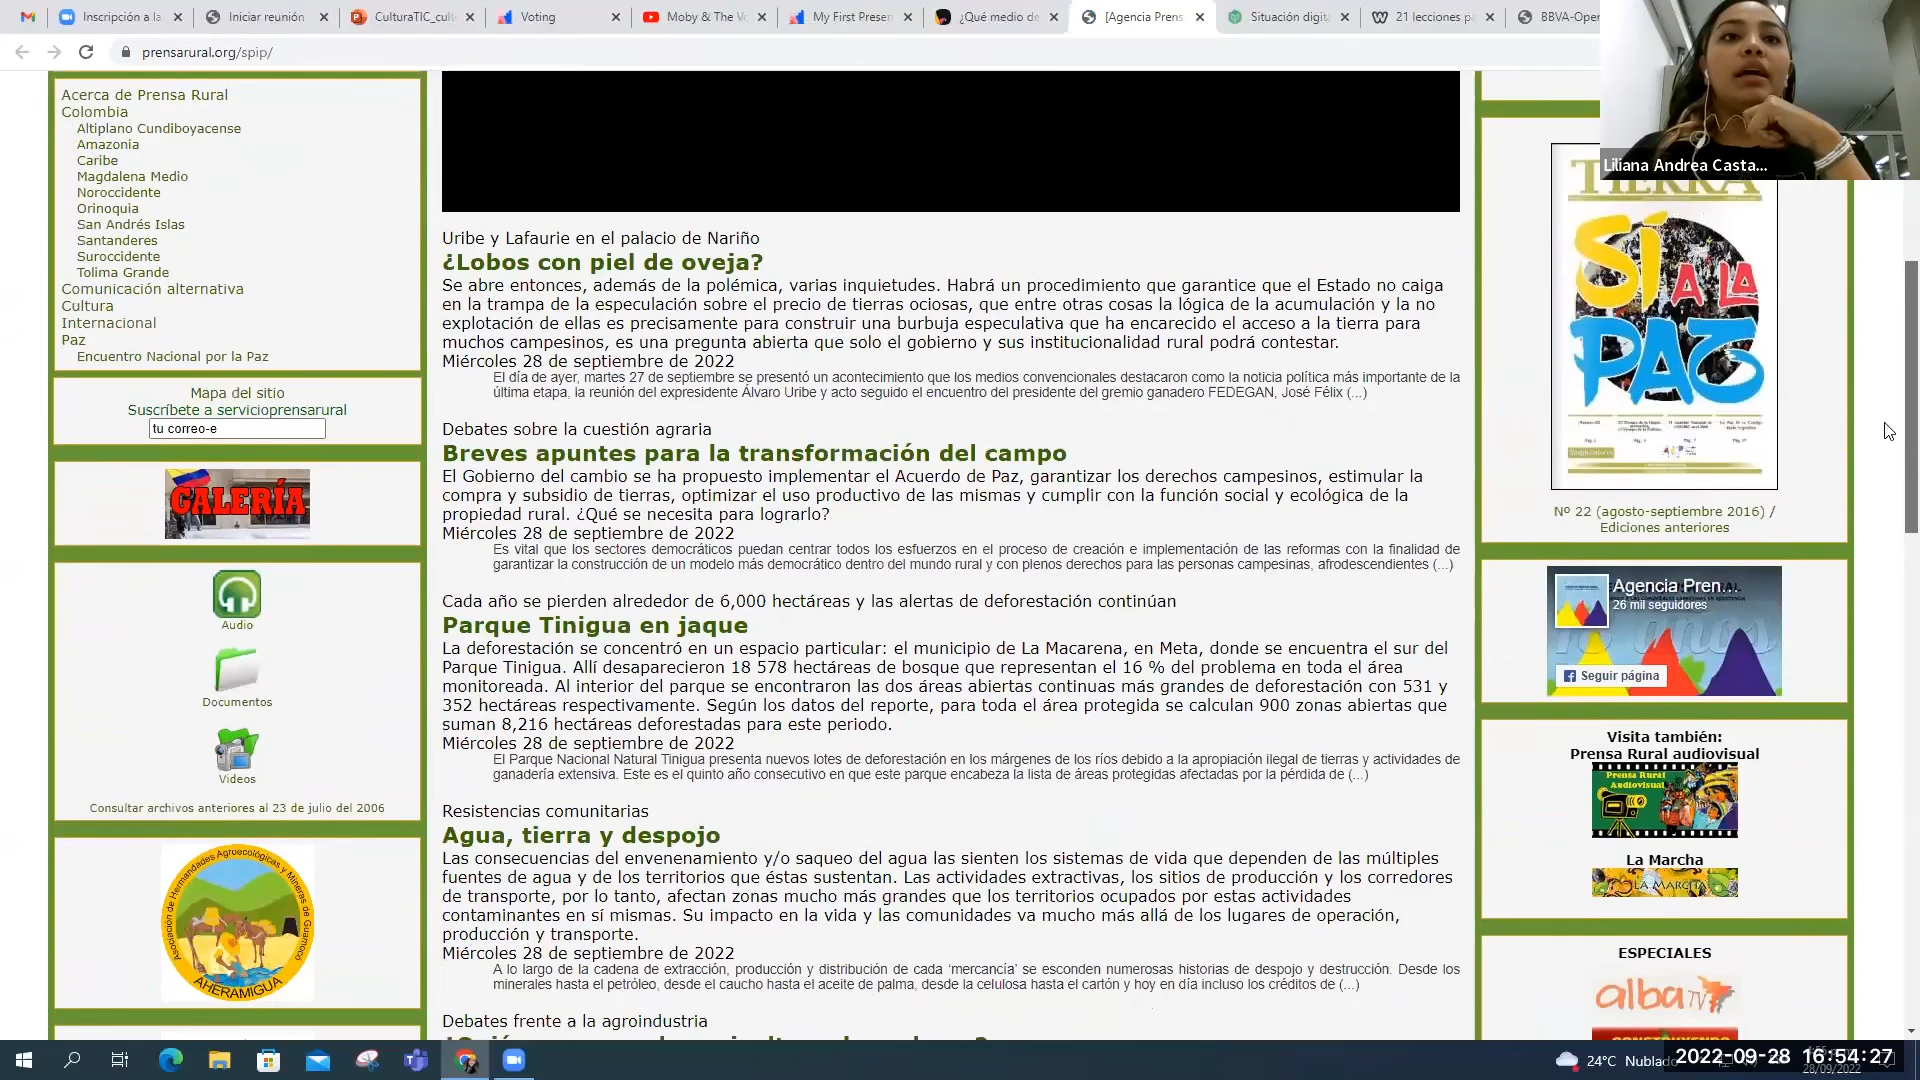 Inscripción a la
Iniciar reunión
CulturaTIC_cult
Voting
Moby & The Vo
My First Presen
¿Qué medio de
[Agencia Prens
Situación digit
21 lecciones pa
BBVA-Ope
prensarural.org/spip/
Acerca de Prensa Rural
Colombia
Altiplano Cundiboyacense
Amazonia
Caribe
Magdalena Medio
Noroccidente
Orinoquia
San Andrés Islas
Santanderes
Suroccidente
Tolima Grande
Comunicación alternativa
Cultura
Internacional
Paz
Encuentro Nacional por la Paz
Mapa del sitio
Suscríbete a servicioprensarural
tu correo-e
GALERÍA
Audio
Documentos
Videos
Consultar archivos anteriores al 23 de julio del 2006
Asociación de Hermandades Agroecológicas y Mineras de Guamocó
AHERAMIGUA
Uribe y Lafaurie en el palacio de Nariño
¿Lobos con piel de oveja?
Se abre entonces, además de la polémica, varias inquietudes. Habrá un procedimiento que garantice que el Estado no caiga
en la trampa de la especulación sobre el precio de tierras ociosas, que entre otras cosas la lógica de la acumulación y la no
explotación de ellas es precisamente para construir una burbuja especulativa que ha encarecido el acceso a la tierra para
muchos campesinos, es una pregunta abierta que solo el gobierno y sus institucionalidad rural podrá contestar.
Miércoles 28 de septiembre de 2022
El día de ayer, martes 27 de septiembre se presentó un acontecimiento que los medios convencionales destacaron como la noticia política más importante de la
última etapa, la reunión del expresidente Álvaro Uribe y acto seguido el encuentro del presidente del gremio ganadero FEDEGAN, José Félix (...)
Debates sobre la cuestión agraria
Breves apuntes para la transformación del campo
El Gobierno del cambio se ha propuesto implementar el Acuerdo de Paz, garantizar los derechos campesinos, estimular la
compra y subsidio de tierras, optimizar el uso productivo de las mismas y cumplir con la función social y ecológica de la
propiedad rural. ¿Qué se necesita para lograrlo?
Miércoles 28 de septiembre de 2022
Es vital que los sectores democráticos puedan centrar todos los esfuerzos en el proceso de creación e implementación de las reformas con la finalidad de
garantizar la construcción de un modelo más democrático dentro del mundo rural y con plenos derechos para las personas campesinas, afrodescendientes (...)
Cada año se pierden alrededor de 6,000 hectáreas y las alertas de deforestación continúan
Parque Tinigua en jaque
La deforestación se concentró en un espacio particular: el municipio de La Macarena, en Meta, donde se encuentra el sur del
Parque Tinigua. Allí desaparecieron 18 578 hectáreas de bosque que representan el 16 % del problema en toda el área
monitoreada. Al interior del parque se encontraron las dos áreas abiertas continuas más grandes de deforestación con 531 y
352 hectáreas respectivamente. Según los datos del reporte, para toda el área protegida se calculan 900 zonas abiertas que
suman 8,216 hectáreas deforestadas para este periodo.
Miércoles 28 de septiembre de 2022
El Parque Nacional Natural Tinigua presenta nuevos lotes de deforestación en los márgenes de los ríos debido a la apropiación ilegal de tierras y actividades de
ganadería extensiva. Este es el quinto año consecutivo en que este parque encabeza la lista de áreas protegidas afectadas por la pérdida de (...)
Resistencias comunitarias
Agua, tierra y despojo
Las consecuencias del envenenamiento y/o saqueo del agua las sienten los sistemas de vida que dependen de las múltiples
fuentes de agua y de los territorios que éstas sustentan. Las actividades extractivas, los sitios de producción y los corredores
de transporte, por lo tanto, afectan zonas mucho más grandes que los territorios ocupados por estas actividades
contaminantes en sí mismas. Su impacto en la vida y las comunidades va mucho más allá de los lugares de operación,
producción y transporte.
Miércoles 28 de septiembre de 2022
A lo largo de la cadena de extracción, producción y distribución de cada 'mercancía' se esconden numerosas historias de despojo y destrucción. Desde los
minerales hasta el petróleo, desde el caucho hasta el aceite de palma, desde la celulosa hasta el cartón y hoy en día incluso los créditos de (...)
Debates frente a la agroindustria
Liliana Andrea Casta...
TIERRA
SÍ A LA
PAZ
Nº 22 (agosto-septiembre 2016) /
Ediciones anteriores
Agencia Pren...
26 mil seguidores
Seguir página
Visita también:
Prensa Rural audiovisual
Prensa Rural
Audiovisual
La Marcha
LA MARCHA
ESPECIALES
alba TV
24°C Nublado
2022-09-28 16:54:27
28/09/2022